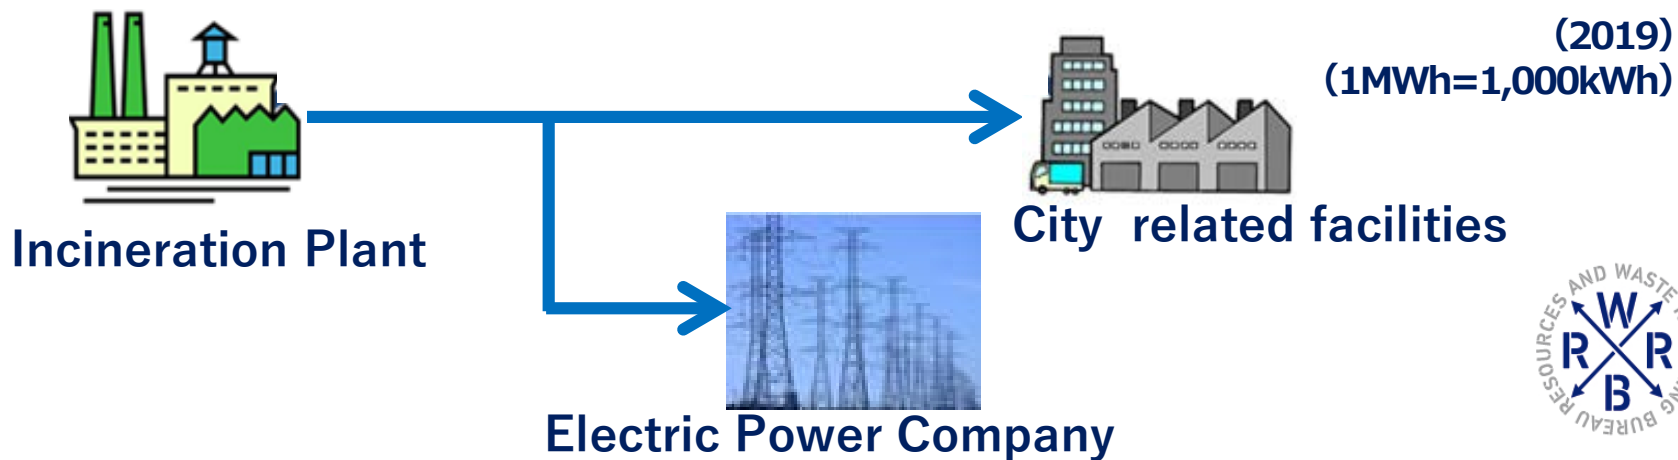 (2019)
(1MWh=1,000kWh)
Incineration Plant
City related facilities
Electric Power Company
RESOURCES AND WASTE
BUREAU
W
R R
B